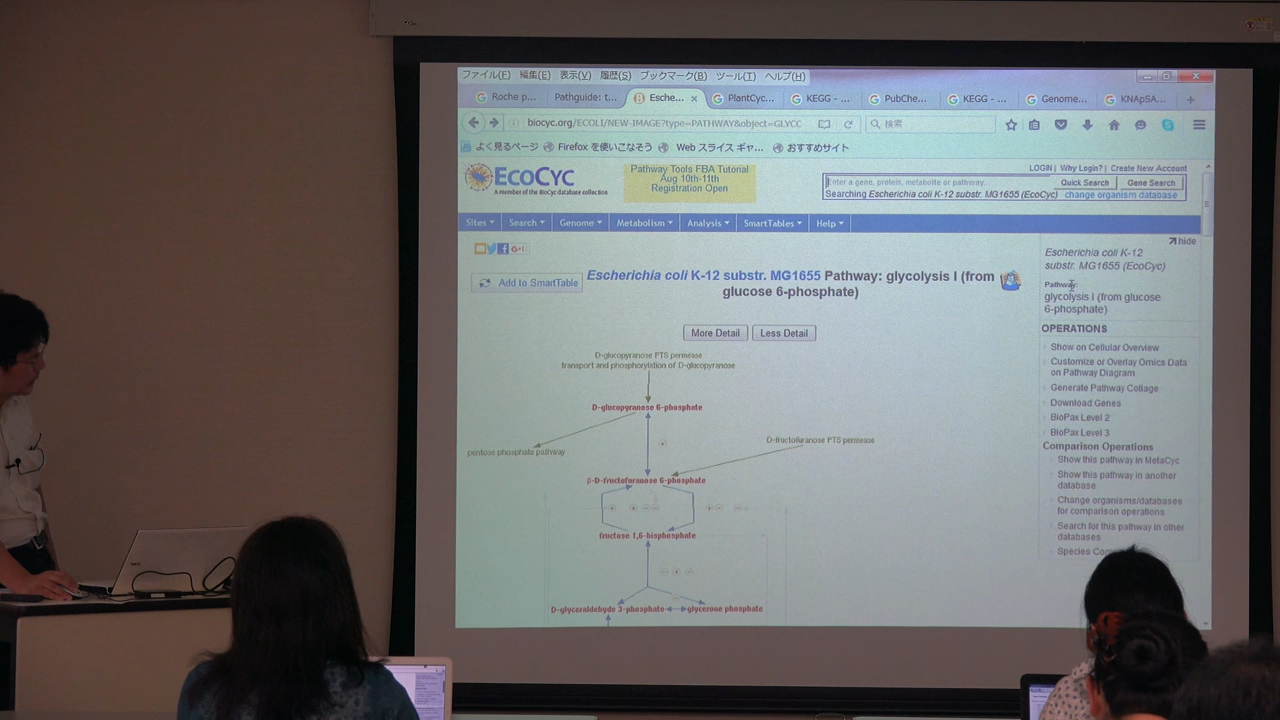 ファイル(F) 編集(E) 表示(V) 履歴(S) ブックマーク(B) ツール(T) ヘルプ(H)
Roche p... Pathguide: t... Esche... PlantCyc... KEGG - ... PubChe... KEGG - ... Genome... KNApSA...
biocyc.org/ECOLI/NEW-IMAGE?type=PATHWAY&object=GLYCC 検索
よく見るページ Firefox を使いこなそう Web スライス ギャ... おすすめサイト
LOGIN | Why Login? | Create New Account
ECOCYC
A member of the BioCyc database collection
Pathway Tools FBA Tutorial
Aug 10th-11th
Registration Open
Enter a gene, protein, metabolite or pathway... Quick Search Gene Search
Searching Escherichia coli K-12 substr. MG1655 (EcoCyc) change organism database
Sites Search Genome Metabolism Analysis SmartTables Help
hide
Add to SmartTable
Escherichia coli K-12 substr. MG1655 Pathway: glycolysis I (from
glucose 6-phosphate)
More Detail Less Detail
D-glucopyranose PTS permease
transport and phosphorylation of D-glucopyranose
D-glucopyranose 6-phosphate
pentose phosphate pathway
D-fructofuranose PTS permease
β-D-fructofuranose 6-phosphate
fructose 1,6-bisphosphate
D-glyceraldehyde 3-phosphate glycerone phosphate
Escherichia coli K-12
substr. MG1655 (EcoCyc)
Pathway:
glycolysis I (from glucose
6-phosphate)
OPERATIONS
Show on Cellular Overview
Customize or Overlay Omics Data
on Pathway Diagram
Generate Pathway Collage
Download Genes
BioPax Level 2
BioPax Level 3
Comparison Operations
Show this pathway in MetaCyc
Show this pathway in another
database
Change organisms/databases
for comparison operations
Search for this pathway in other
databases
Species